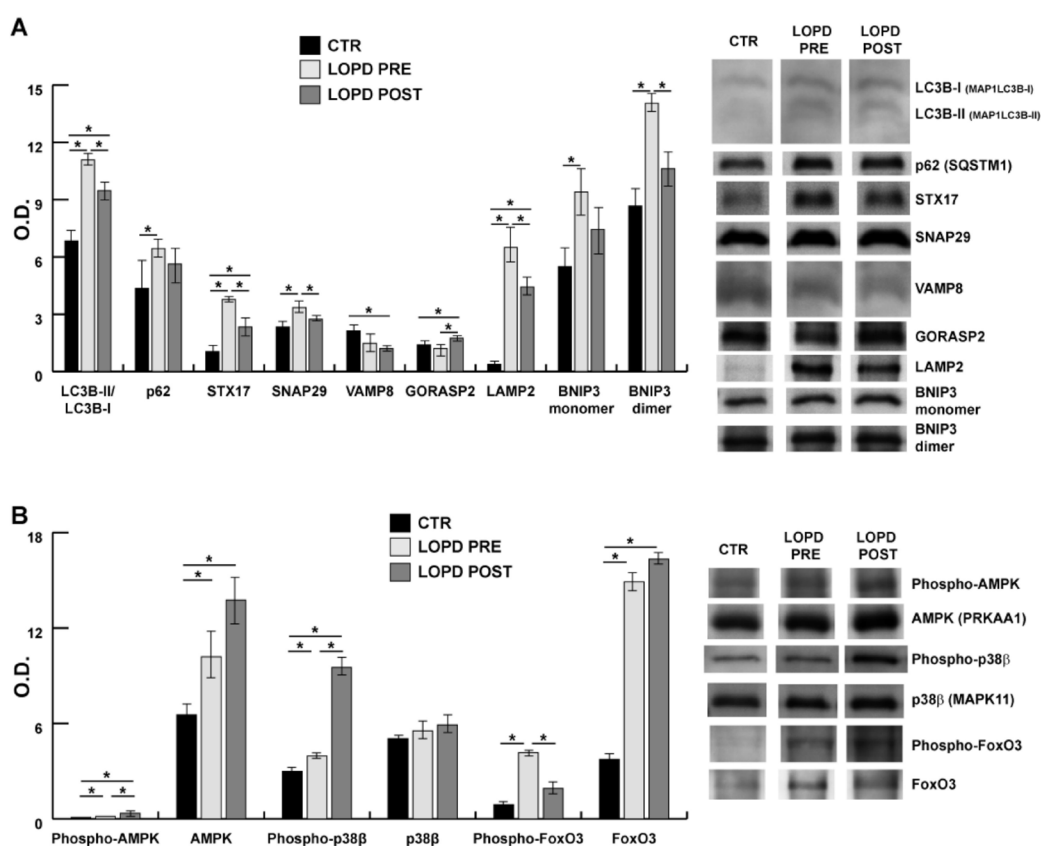 A
CTR
LOPD PRE
LOPD POST
O.D.
15
12
9
6
3
0
LC3B-II/
LC3B-I
p62
STX17
SNAP29
VAMP8
GORASP2
LAMP2
BNIP3
monomer
BNIP3
dimer
* * * * * * * * * * * * * * * * * *
CTR
LOPD
PRE
LOPD
POST
LC3B-I (MAP1LC3B-I)
LC3B-II (MAP1LC3B-II)
p62 (SQSTM1)
STX17
SNAP29
VAMP8
GORASP2
LAMP2
BNIP3
monomer
BNIP3
dimer
B
CTR
LOPD PRE
LOPD POST
O.D.
18
12
6
0
Phospho-AMPK
AMPK
Phospho-p38β
p38β
Phospho-FoxO3
FoxO3
* * * * * * * * * * * *
CTR
LOPD
PRE
LOPD
POST
Phospho-AMPK
AMPK (PRKAA1)
Phospho-p38β
p38β (MAPK11)
Phospho-FoxO3
FoxO3